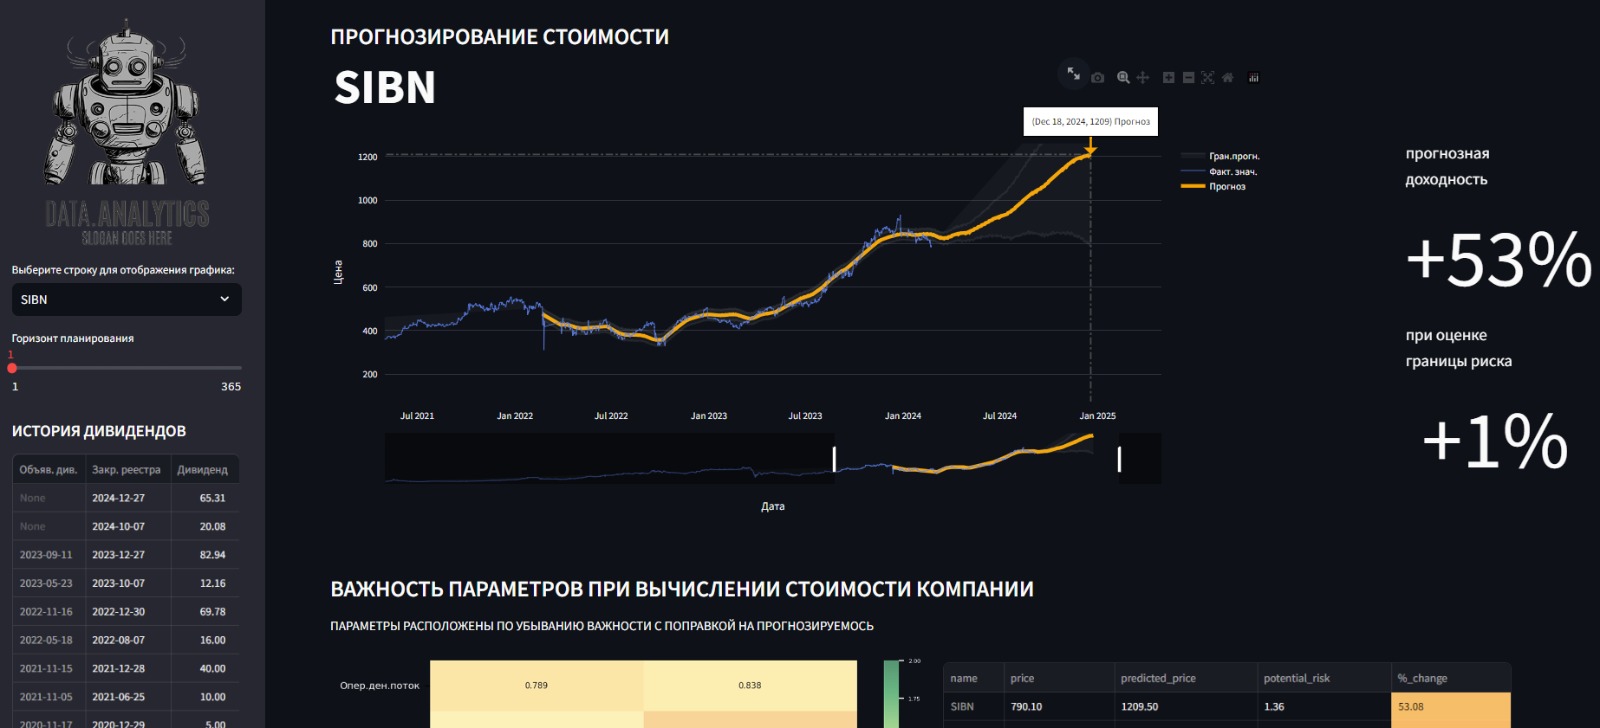 DATA.ANALYTICS
SLOGAN GOES HERE
Выберите строку для отображения графика:
SIBN
Горизонт планирования
1
1 365
ИСТОРИЯ ДИВИДЕНДОВ
Объяв. див. Закр. реестра Дивиденд
None 2024-12-27 65.31
None 2024-10-07 20.08
2023-09-11 2023-12-27 82.94
2023-05-23 2023-10-07 12.16
2022-11-16 2022-12-30 69.78
2022-05-18 2022-08-07 16.00
2021-11-15 2021-12-28 40.00
2021-11-05 2021-06-25 10.00
2020-11-17 2020-12-29 5.00
ПРОГНОЗИРОВАНИЕ СТОИМОСТИ
SIBN
(Dec 18, 2024, 1209) Прогноз
Гран.прогн.
Факт. знач.
Прогноз
Цена
1200
1000
800
600
400
200
Jul 2021 Jan 2022 Jul 2022 Jan 2023 Jul 2023 Jan 2024 Jul 2024 Jan 2025
Дата
прогнозная
доходность
+53%
при оценке
границы риска
+1%
ВАЖНОСТЬ ПАРАМЕТРОВ ПРИ ВЫЧИСЛЕНИИ СТОИМОСТИ КОМПАНИИ
ПАРАМЕТРЫ РАСПОЛОЖЕНЫ ПО УБЫВАНИЮ ВАЖНОСТИ С ПОПРАВКОЙ НА ПРОГНОЗИРУЕМОСЬ
Опер.ден.поток 0.789 0.838
2.00
1.75
name price predicted_price potential_risk %_change
SIBN 790.10 1209.50 1.36 53.08